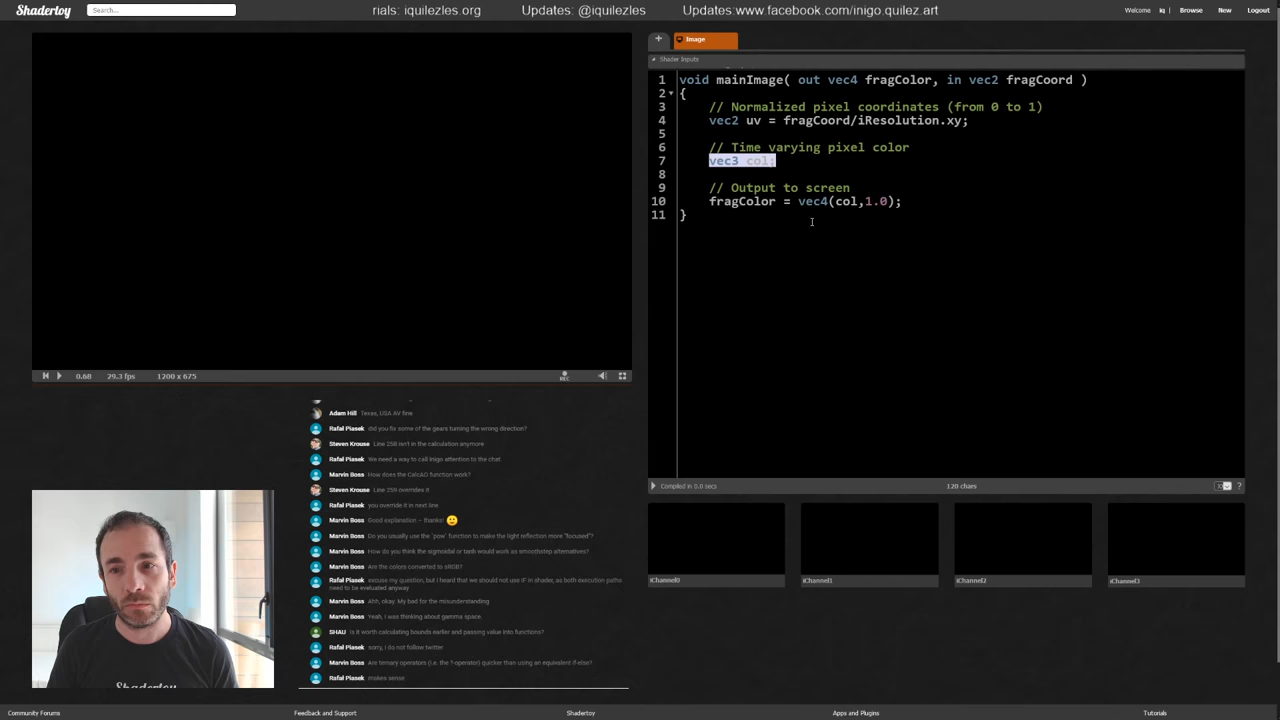 Shadertoy
Search...
rials: iquilezles.org
Updates: @iquilezles
Updates:www.facebook.com/inigo.quilez.art
Welcome iq |
Browse
New
Logout
+
Image
Shader Inputs
1 void mainImage( out vec4 fragColor, in vec2 fragCoord )
2 {
3 // Normalized pixel coordinates (from 0 to 1)
4 vec2 uv = fragCoord/iResolution.xy;
5
6 // Time varying pixel color
7 vec3 col;
8
9 // Output to screen
10 fragColor = vec4(col,1.0);
11 }
0.68
29.3 fps
1200 x 675
REC
Compiled in 0.0 secs
120 chars
?
Adam Hill Texas, USA AV fine
Rafal Piasek did you fix some of the gears turning the wrong direction?
Steven Krouse Line 258 isn't in the calculation anymore
Rafal Piasek We need a way to call Inigo attention to the chat.
Marvin Boss How does the CalcAO function work?
Steven Krouse Line 259 overrides it
Rafal Piasek you override it in next line.
Marvin Boss Good explanation – thanks! 🙂
Marvin Boss Do you usually use the `pow` function to make the light reflection more "focused"?
Marvin Boss How do you think the sigmoidal or tanh would work as smoothstep alternatives?
Marvin Boss Are the colors converted to sRGB?
Rafal Piasek excuse my question, but I heard that we should not use IF in shader, as both execution paths
need to be evaluated anyway
Marvin Boss Ahh, okay. My bad for the misunderstanding
Marvin Boss Yeah, I was thinking about gamma space.
SHAU Is it worth calculating bounds earlier and passing value into functions?
Rafal Piasek sorry, I do not follow twitter
Marvin Boss Are ternary operators (i.e. the ?-operator) quicker than using an equivalent if-else?
Rafal Piasek makes sense
iChannel0
iChannel1
iChannel2
iChannel3
Shadertoy
Community Forums
Feedback and Support
Shadertoy
Apps and Plugins
Tutorials